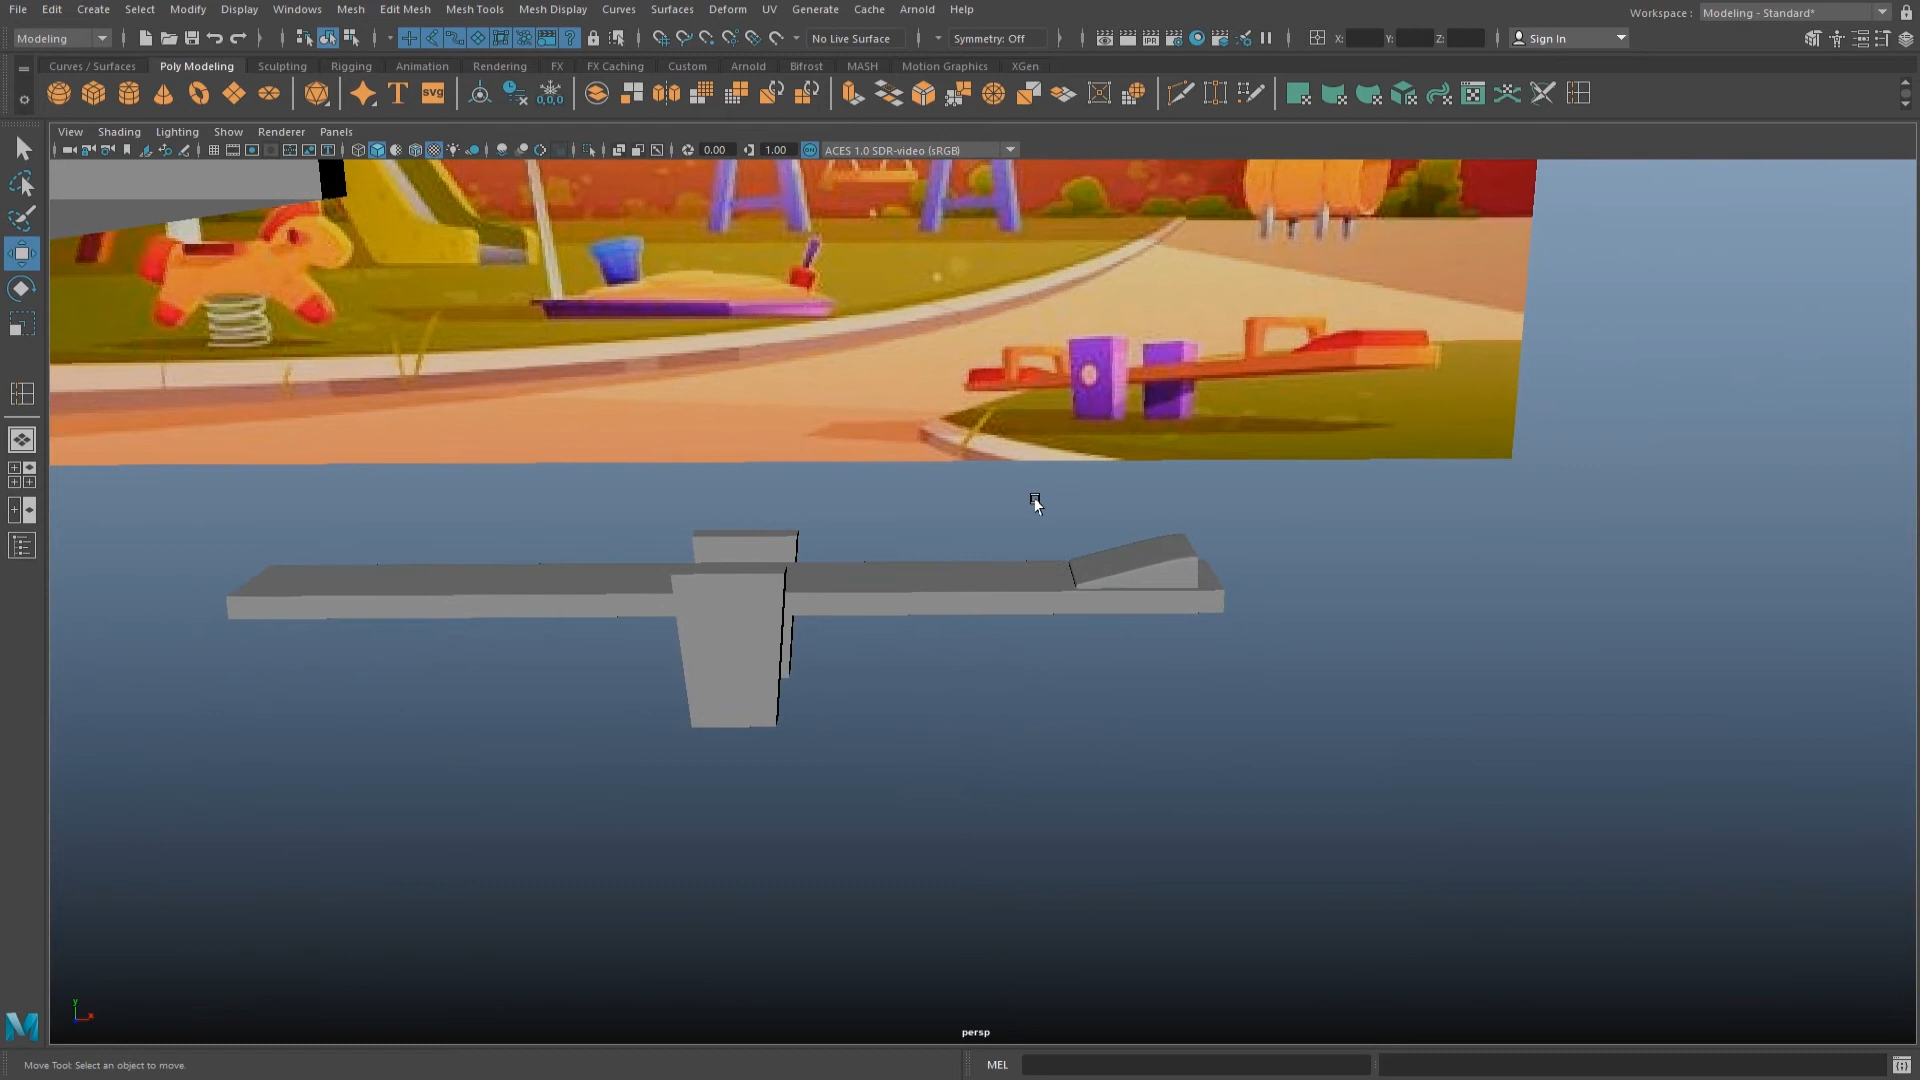 File Edit Create Select Modify Display Windows Mesh Edit Mesh Mesh Tools Mesh Display Curves Surfaces Deform UV Generate Cache Arnold Help
Workspace : Modeling - Standard*
Modeling
No Live Surface
Symmetry: Off
X: Y: Z:
Sign In
Curves / Surfaces Poly Modeling Sculpting Rigging Animation Rendering FX FX Caching Custom Arnold Bifrost MASH Motion Graphics XGen
T svg 0,0,0
View Shading Lighting Show Renderer Panels
0.00 1.00 ACES 1.0 SDR-video (sRGB)
y
x
persp
Move Tool: Select an object to move.
MEL